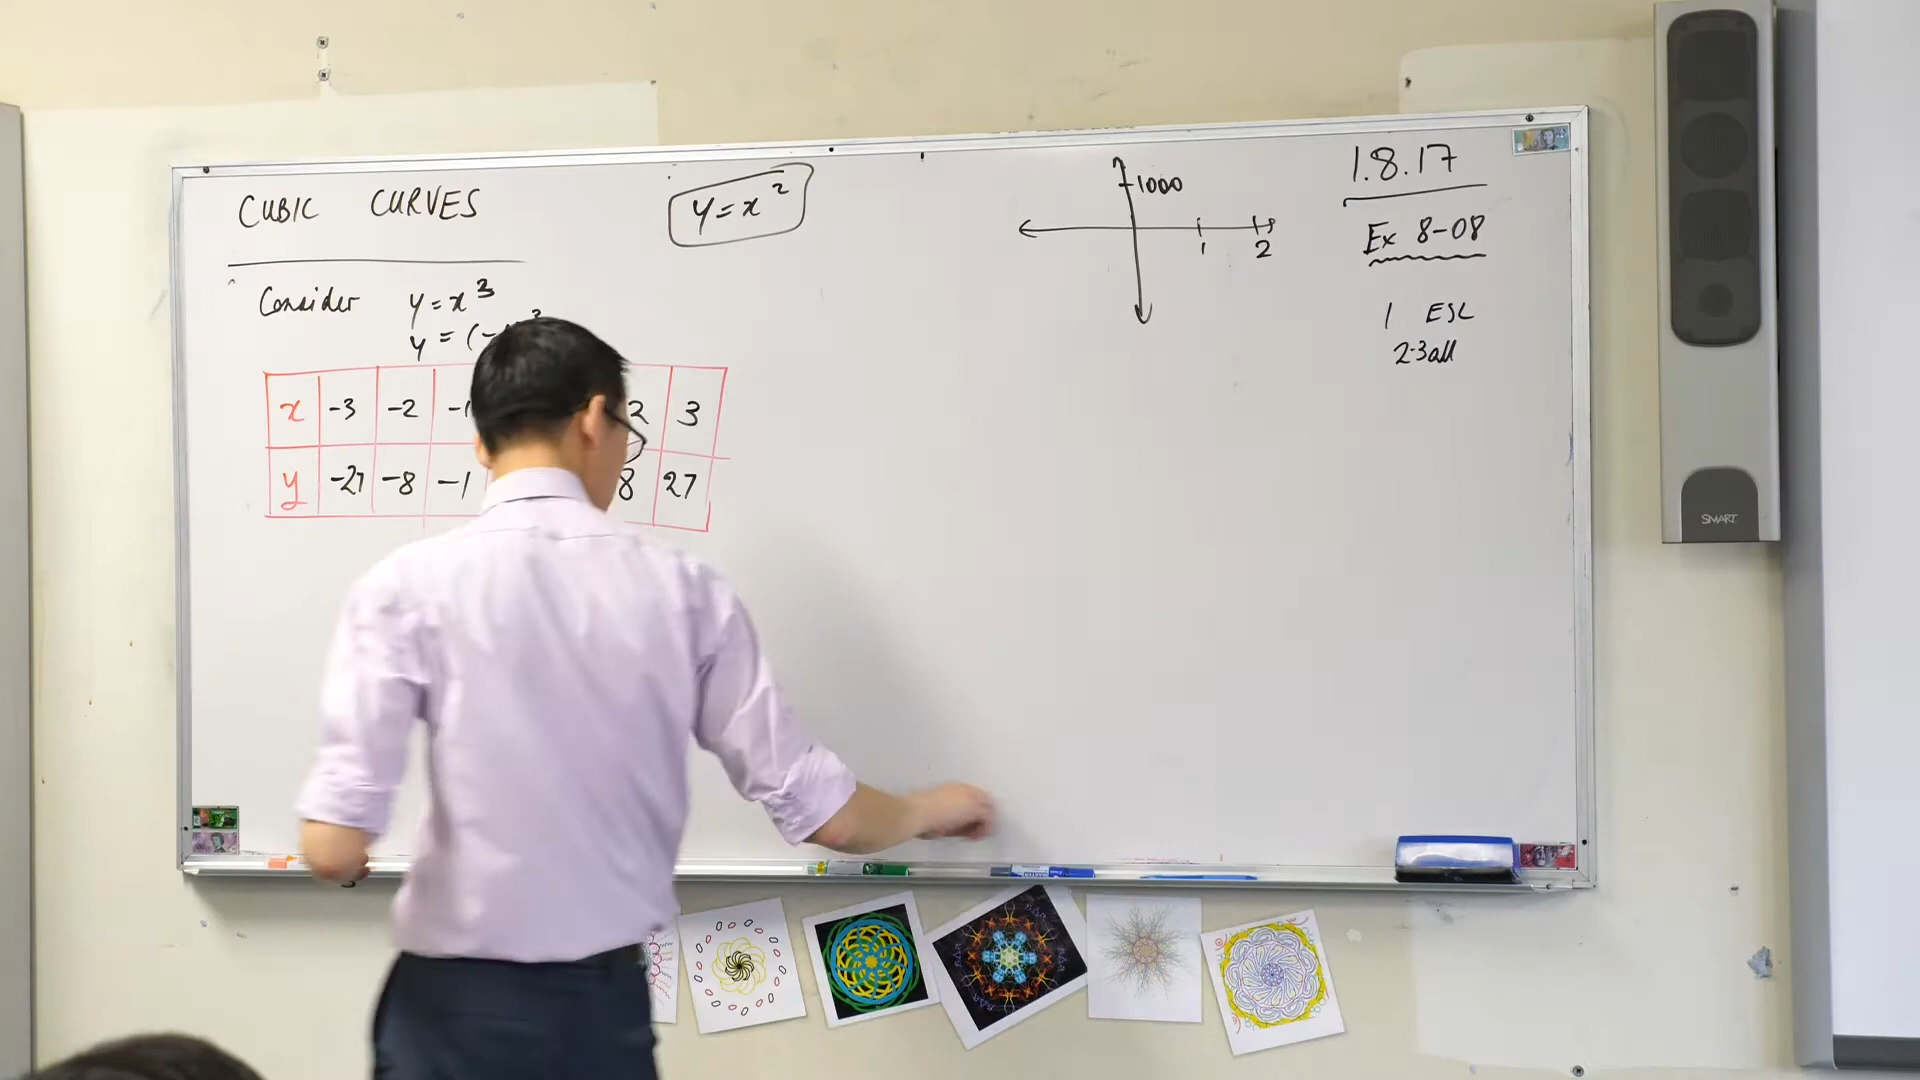 CUBIC CURVES
y = x²
Consider y = x³
y = (-
x -3 -2 -1 2 3
y -27 -8 -1 8 27
1000
1 2
1.8.17
Ex 8-08
1 ESL
2-3 all
SMART